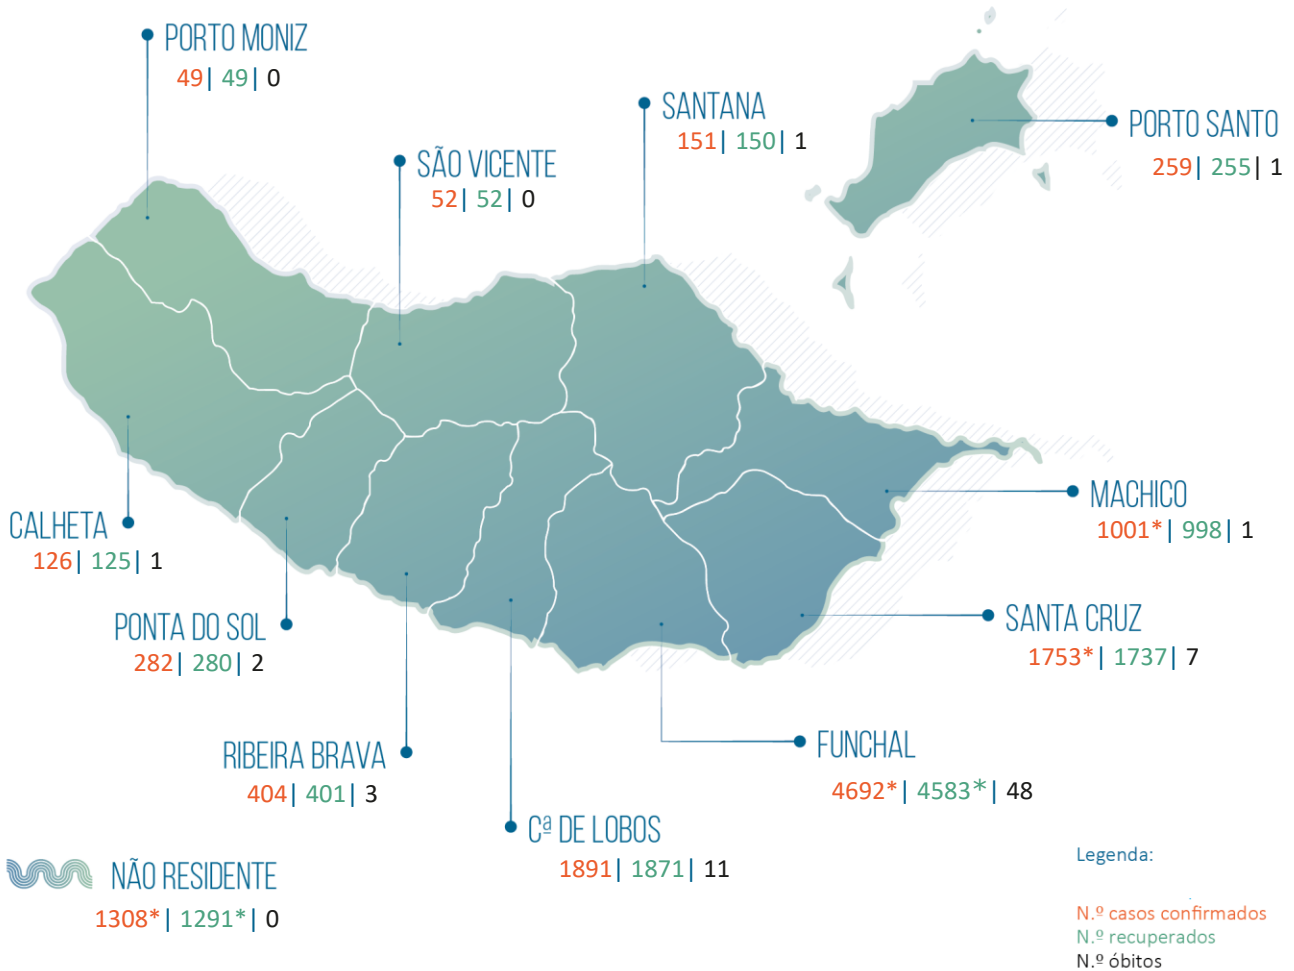 PORTO MONIZ
49| 49| 0
SANTANA
151| 150| 1
PORTO SANTO
259| 255| 1
SÃO VICENTE
52| 52| 0
MACHICO
1001*| 998| 1
CALHETA
126| 125| 1
SANTA CRUZ
1753*| 1737| 7
PONTA DO SOL
282| 280| 2
RIBEIRA BRAVA
404| 401| 3
FUNCHAL
4692*| 4583*| 48
Cª DE LOBOS
1891| 1871| 11
NÃO RESIDENTE
1308*| 1291*| 0
Legenda:
N.º casos confirmados
N.º recuperados
N.º óbitos